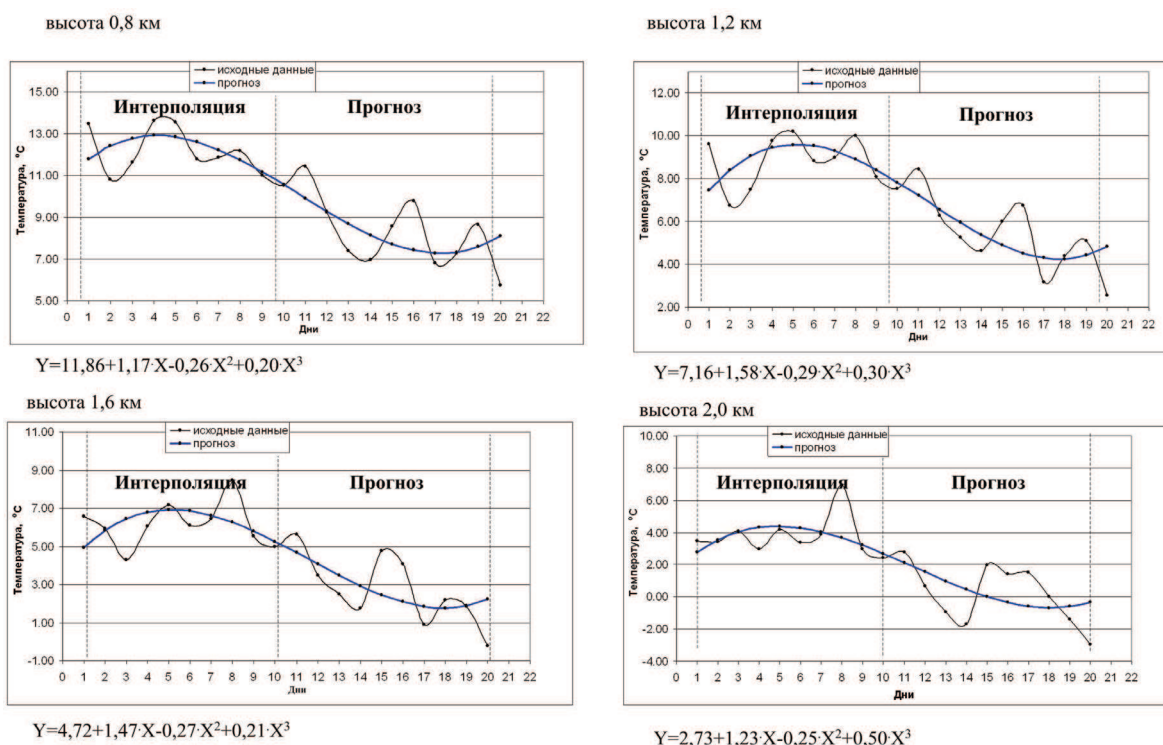 высота 0,8 км
исходные данные
прогноз
Интерполяция Прогноз
Температура, °C
15.00
13.00
11.00
9.00
7.00
5.00
0 1 2 3 4 5 6 7 8 9 10 11 12 13 14 15 16 17 18 19 20 21 22
Дни
Y=11,86+1,17·X-0,26·X²+0,20·X³
высота 1,2 км
исходные данные
прогноз
Интерполяция Прогноз
Температура, °C
12.00
10.00
8.00
6.00
4.00
2.00
0 1 2 3 4 5 6 7 8 9 10 11 12 13 14 15 16 17 18 19 20 21 22
Дни
Y=7,16+1,58·X-0,29·X²+0,30·X³
высота 1,6 км
исходные данные
прогноз
Интерполяция Прогноз
Температура, °C
11.00
9.00
7.00
5.00
3.00
1.00
-1.00
0 1 2 3 4 5 6 7 8 9 10 11 12 13 14 15 16 17 18 19 20 21 22
Дни
Y=4,72+1,47·X-0,27·X²+0,21·X³
высота 2,0 км
исходные данные
прогноз
Интерполяция Прогноз
Температура, °C
10.00
8.00
6.00
4.00
2.00
0.00
-2.00
-4.00
0 1 2 3 4 5 6 7 8 9 10 11 12 13 14 15 16 17 18 19 20 21 22
Дни
Y=2,73+1,23·X-0,25·X²+0,50·X³